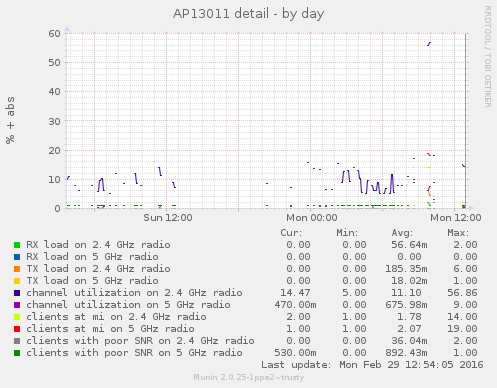 AP13011 detail - by day
RRDTOOL / TOBI OETIKER
% + abs
60
50
40
30
20
10
0
Sun 12:00 Mon 00:00 Mon 12:00
Cur: Min: Avg: Max:
RX load on 2.4 GHz radio 0.00 0.00 56.64m 2.00
RX load on 5 GHz radio 0.00 0.00 0.00 0.00
TX load on 2.4 GHz radio 0.00 0.00 185.35m 6.00
TX load on 5 GHz radio 0.00 0.00 18.02m 1.00
channel utilization on 2.4 GHz radio 14.47 5.00 11.10 56.86
channel utilization on 5 GHz radio 470.00m 0.00 675.98m 9.00
clients at mi on 2.4 GHz radio 2.00 1.00 1.78 14.00
clients at mi on 5 GHz radio 1.00 1.00 2.07 19.00
clients with poor SNR on 2.4 GHz radio 0.00 0.00 36.04m 2.00
clients with poor SNR on 5 GHz radio 530.00m 0.00 892.43m 1.00
Last update: Mon Feb 29 12:54:05 2016
Munin 2.0.25-1ppa2~trusty